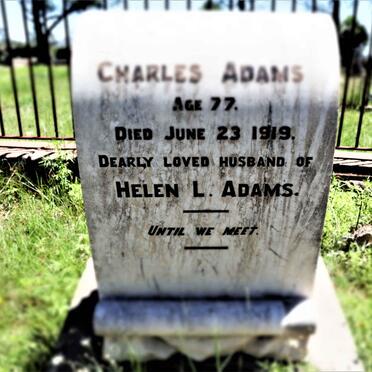 CHARLES ADAMS
AGE 77.
DIED JUNE 23 1919.
DEARLY LOVED HUSBAND OF
HELEN L. ADAMS.
UNTIL WE MEET.